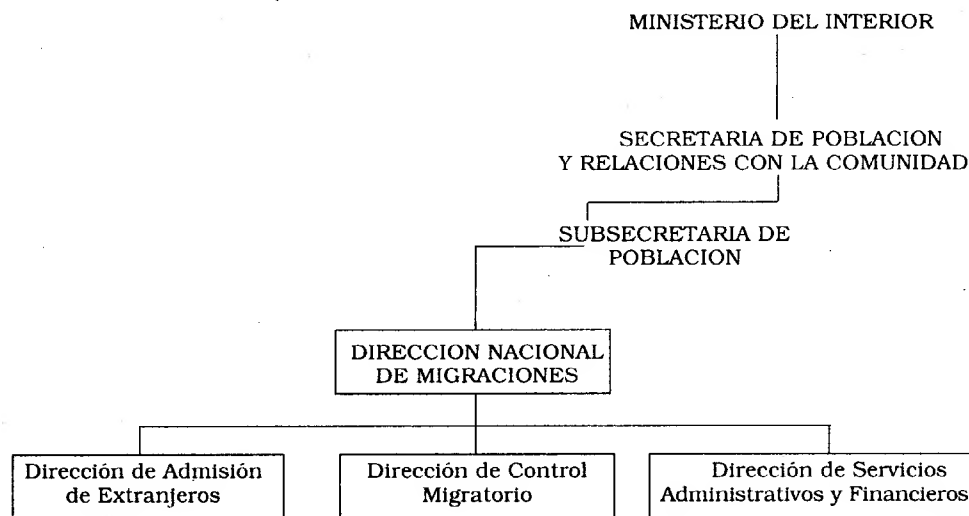 MINISTERIO DEL INTERIOR
SECRETARIA DE POBLACION
Y RELACIONES CON LA COMUNIDAD
SUBSECRETARIA DE
POBLACION
DIRECCION NACIONAL
DE MIGRACIONES
Dirección de Admisión
de Extranjeros
Dirección de Control
Migratorio
Dirección de Servicios
Administrativos y Financieros